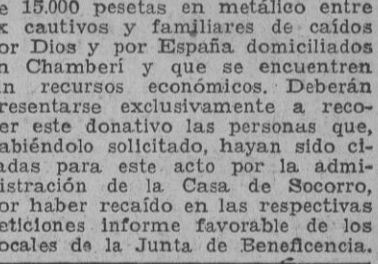 e 15.000 pesetas en metálico entre
x cautivos y familiares de caídos
or Dios y por España domiciliados
n Chamberí y que se encuentren
in recursos económicos. Deberán
resentarse exclusivamente a reco-
er este donativo las personas que,
abiéndolo solicitado, hayan sido ci-
adas para este acto por la admi-
istración de la Casa de Socorro,
or haber recaído en las respectivas
eticiones informe favorable de los
ocales de la Junta de Beneficencia.